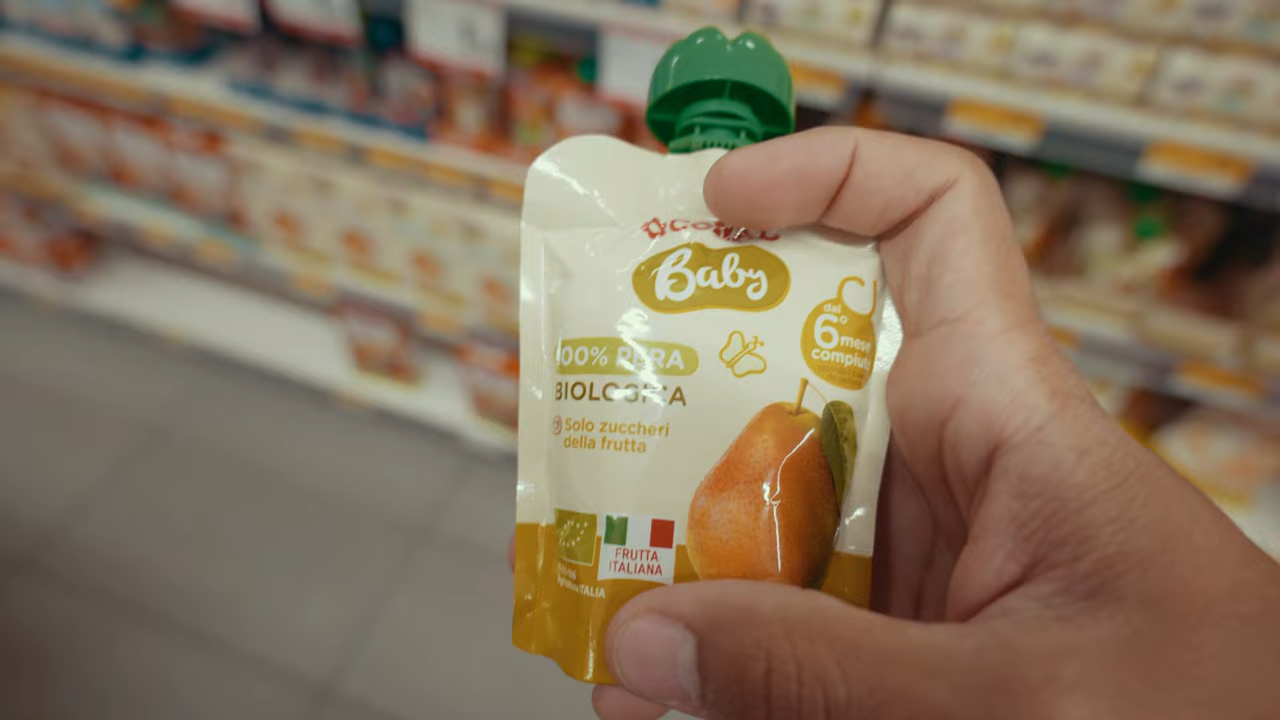 Baby
dal
6°
mese
compiuto
100% PERA
BIOLOGICA
Solo zuccheri
della frutta
FRUTTA
ITALIANA